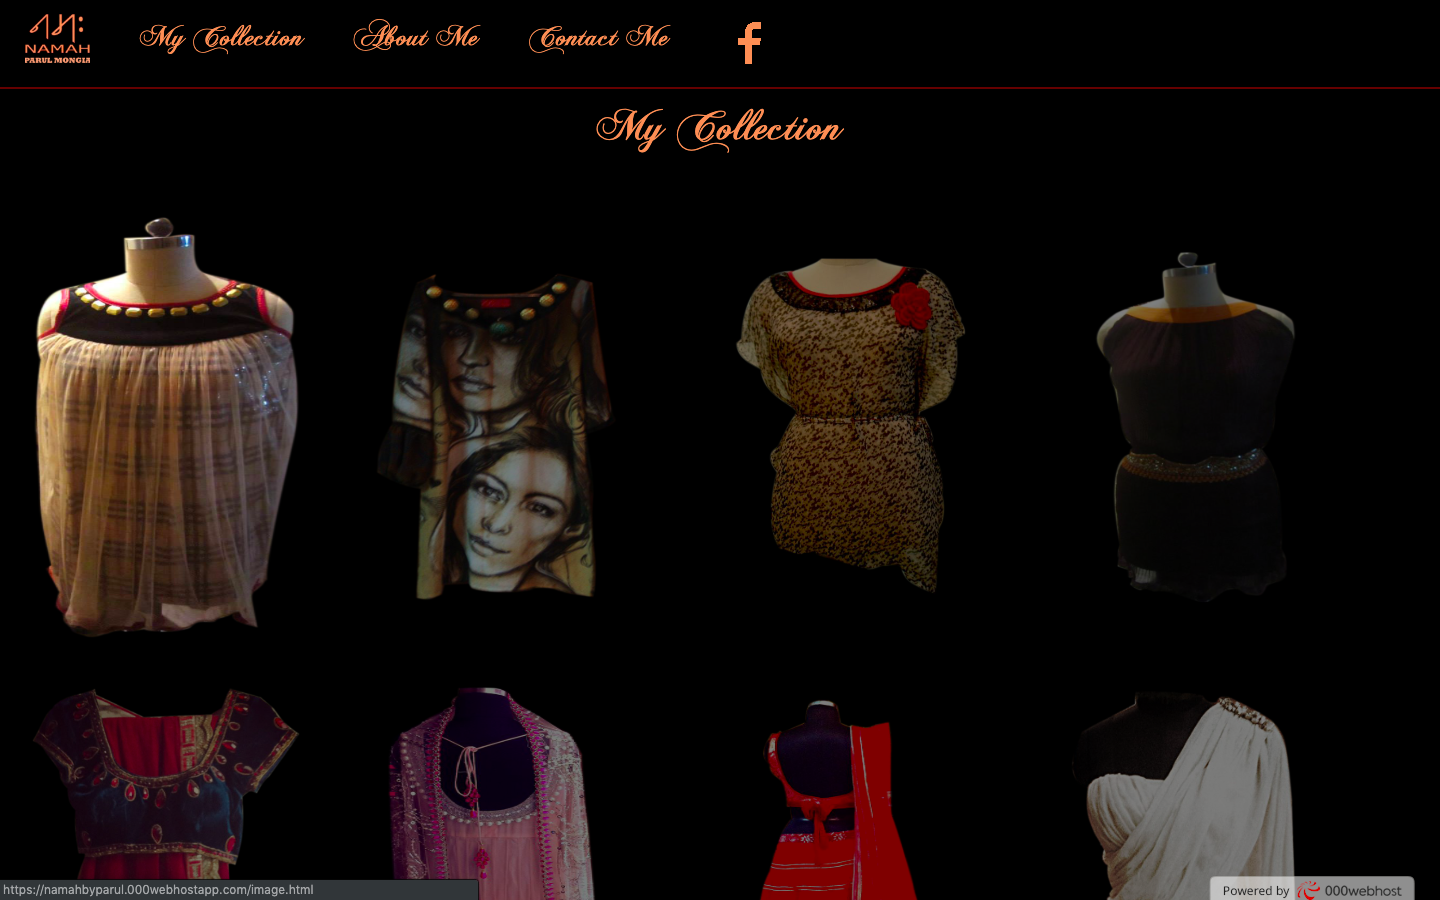 NAMAH
PARUL MONGIA
My Collection
About Me
Contact Me
f
My Collection
https://namahbyparul.000webhostapp.com/image.html
Powered by 000webhost